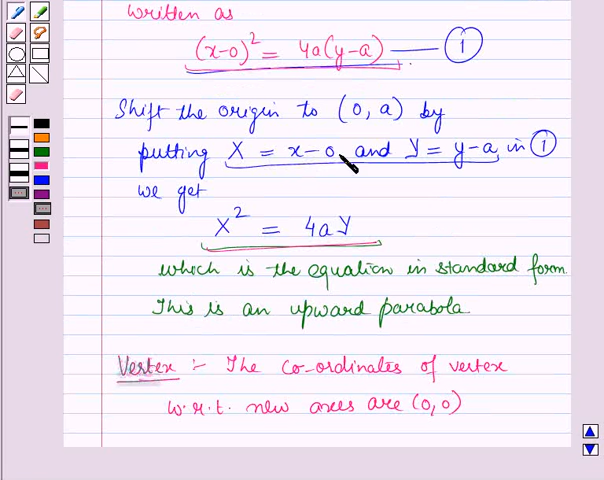 written as
(x-0)² = 4a(y-a) —— ①
Shift the origin to (0, a) by
putting X = x-0 and Y = y-a in ①
we get
X² = 4aY
which is the equation in standard form.
This is an upward parabola.
Vertex :- The co-ordinates of vertex
w.r.t. new axes are (0,0)